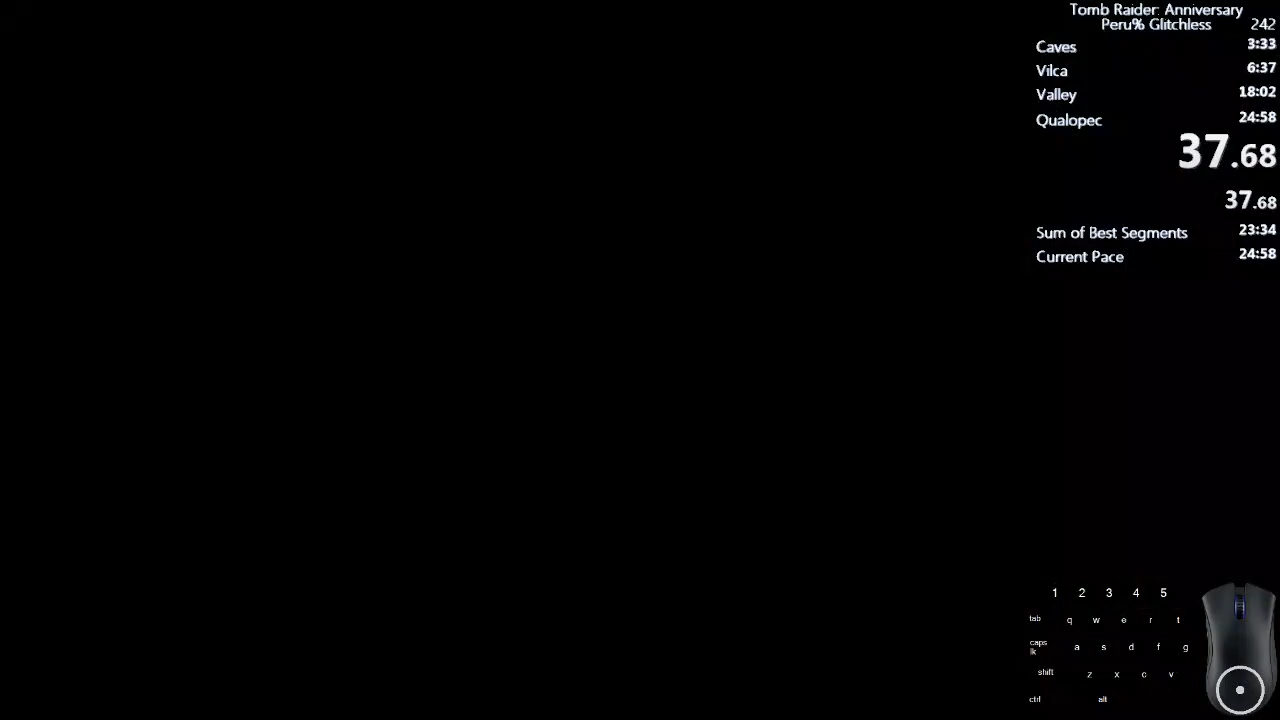 Tomb Raider: Anniversary
Peru% Glitchless 242
Caves 3:33
Vilca 6:37
Valley 18:02
Qualopec 24:58
37.68
37.68
Sum of Best Segments 23:34
Current Pace 24:58
1 2 3 4 5
tab q w e r t
caps lk a s d f g
shift z x c v
ctrl alt